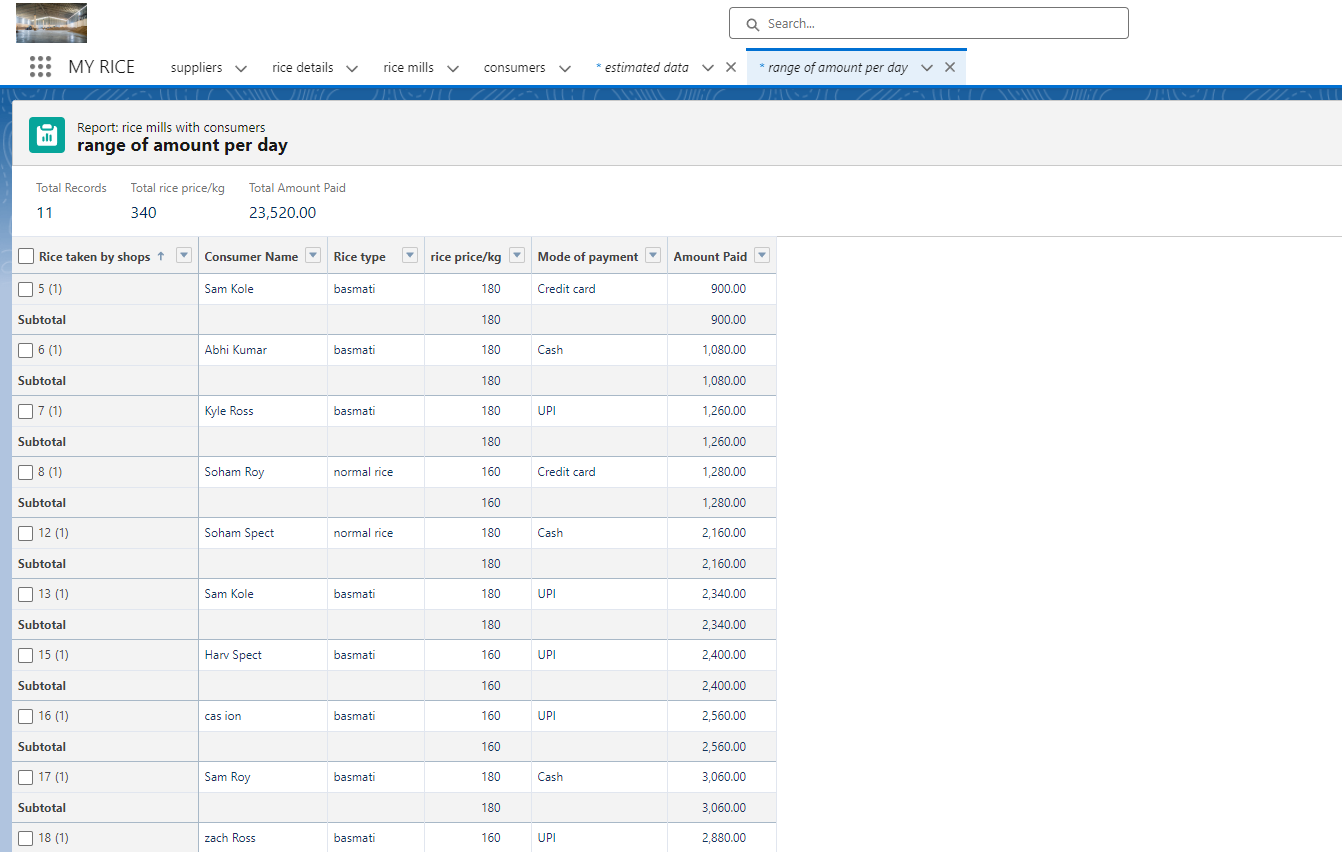 Search...
MY RICE suppliers rice details rice mills consumers * estimated data * range of amount per day
Report: rice mills with consumers
range of amount per day
Total Records Total rice price/kg Total Amount Paid
11 340 23,520.00
Rice taken by shops ↑ Consumer Name Rice type rice price/kg Mode of payment Amount Paid
5 (1) Sam Kole basmati 180 Credit card 900.00
Subtotal 180 900.00
6 (1) Abhi Kumar basmati 180 Cash 1,080.00
Subtotal 180 1,080.00
7 (1) Kyle Ross basmati 180 UPI 1,260.00
Subtotal 180 1,260.00
8 (1) Soham Roy normal rice 160 Credit card 1,280.00
Subtotal 160 1,280.00
12 (1) Soham Spect normal rice 180 Cash 2,160.00
Subtotal 180 2,160.00
13 (1) Sam Kole basmati 180 UPI 2,340.00
Subtotal 180 2,340.00
15 (1) Harv Spect basmati 160 UPI 2,400.00
Subtotal 160 2,400.00
16 (1) cas ion basmati 160 UPI 2,560.00
Subtotal 160 2,560.00
17 (1) Sam Roy basmati 180 Cash 3,060.00
Subtotal 180 3,060.00
18 (1) zach Ross basmati 160 UPI 2,880.00